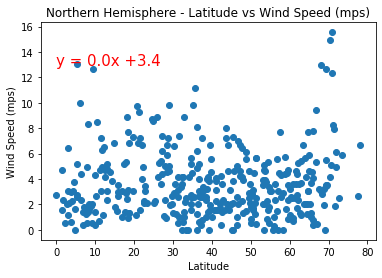 Northern Hemisphere - Latitude vs Wind Speed (mps)
16
14
y = 0.0x +3.4
12
10
8
6
4
2
0
Wind Speed (mps)
0 10 20 30 40 50 60 70 80
Latitude